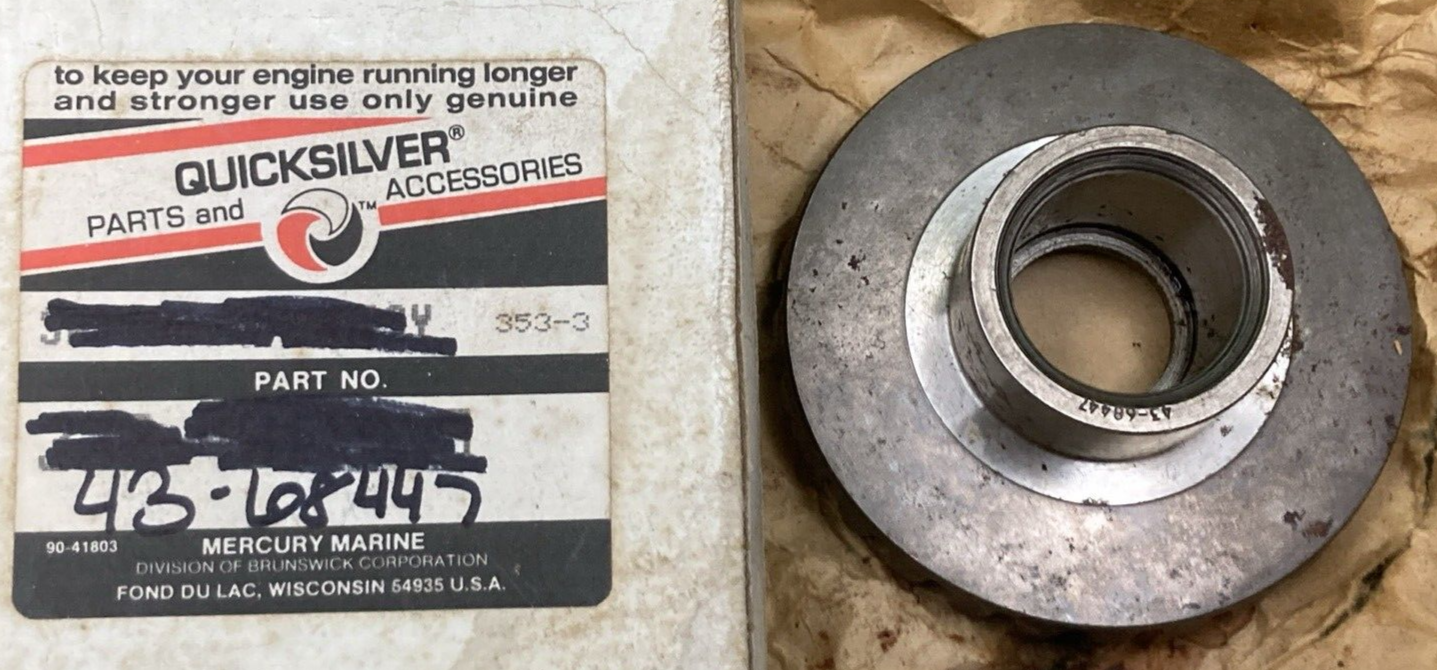 to keep your engine running longer
and stronger use only genuine
QUICKSILVER®
PARTS and ACCESSORIES
™
353-3
PART NO.
43-68447
90-41803 MERCURY MARINE
DIVISION OF BRUNSWICK CORPORATION
FOND DU LAC, WISCONSIN 54935 U.S.A.
43-68447